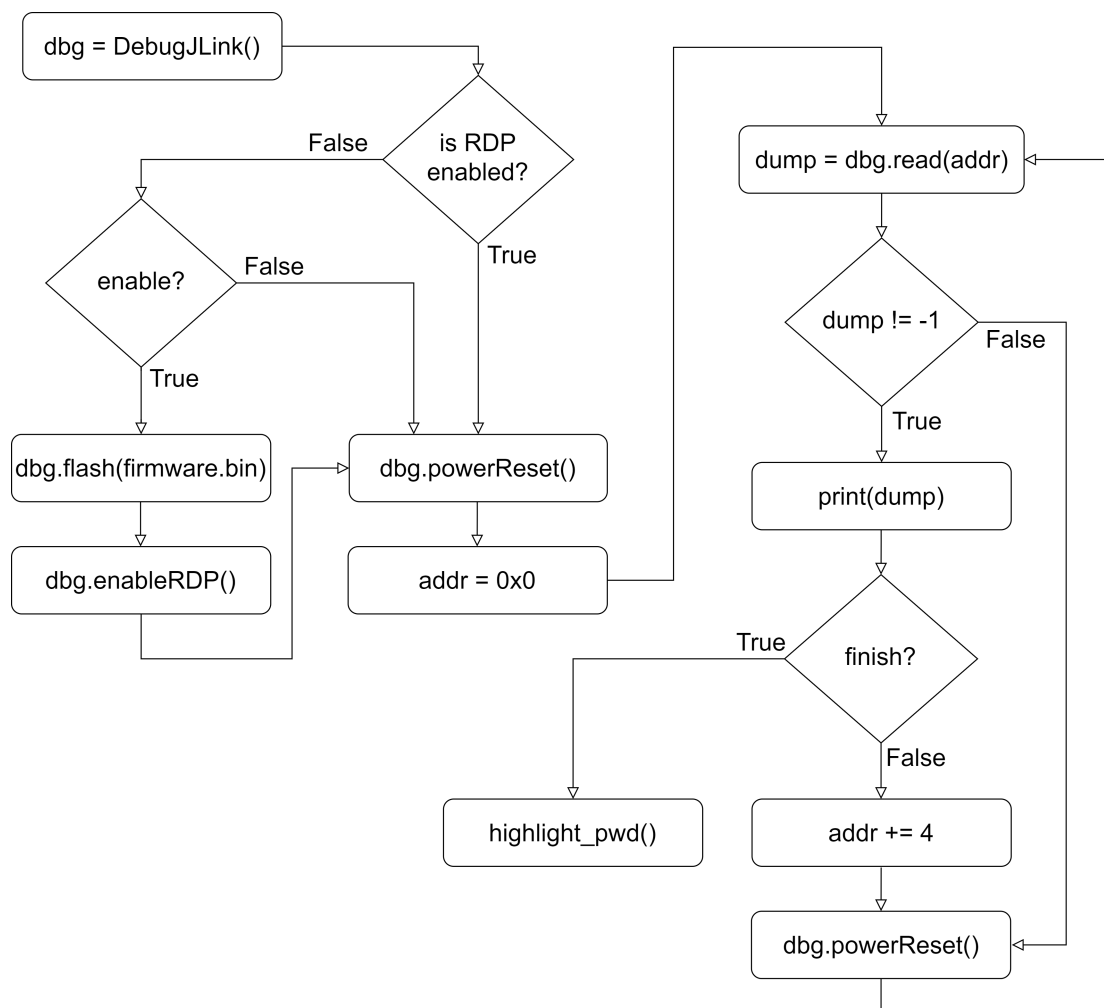 dbg = DebugJLink()
is RDP
enabled?
False
True
enable?
False
True
dbg.flash(firmware.bin)
dbg.enableRDP()
dbg.powerReset()
addr = 0x0
dump = dbg.read(addr)
dump != -1
False
True
print(dump)
finish?
True
False
highlight_pwd()
addr += 4
dbg.powerReset()